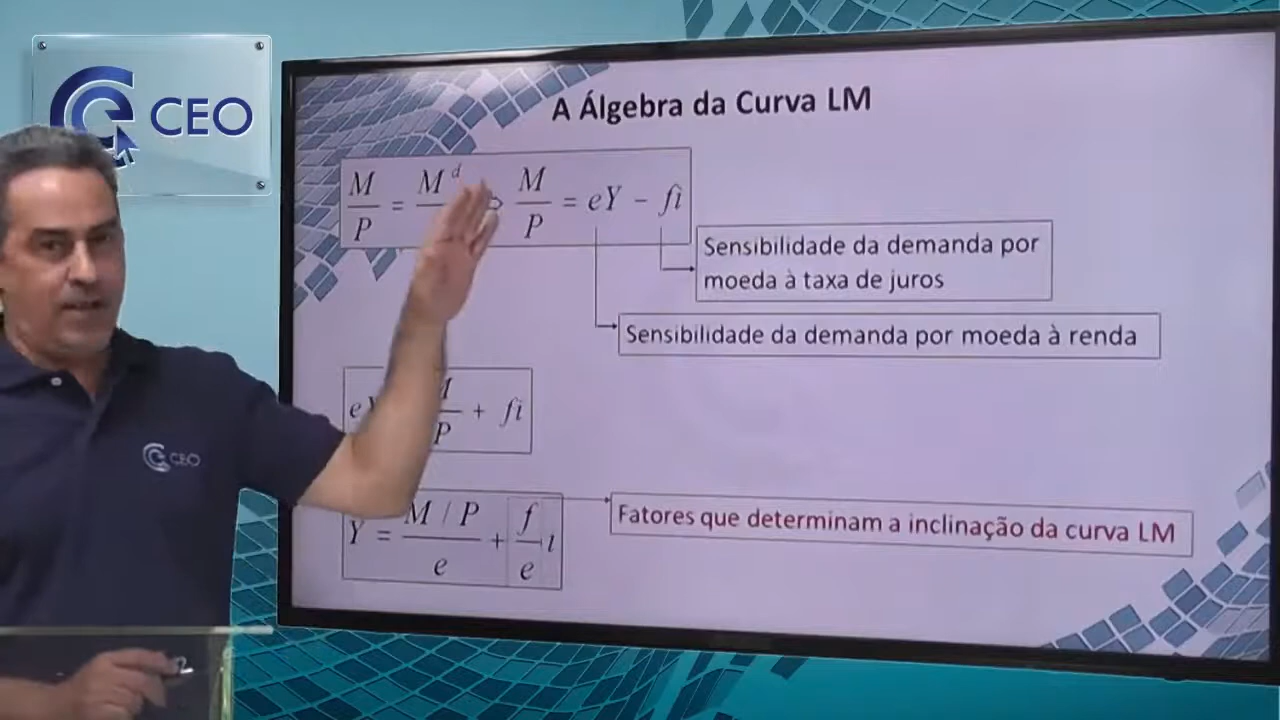 CEO
A Álgebra da Curva LM
M/P = M^d ⇒ M/P = eY - fi
Sensibilidade da demanda por
moeda à taxa de juros
Sensibilidade da demanda por moeda à renda
e M/P + fi
CEO
Y = (M / P)/e + (f/e) i
Fatores que determinam a inclinação da curva LM